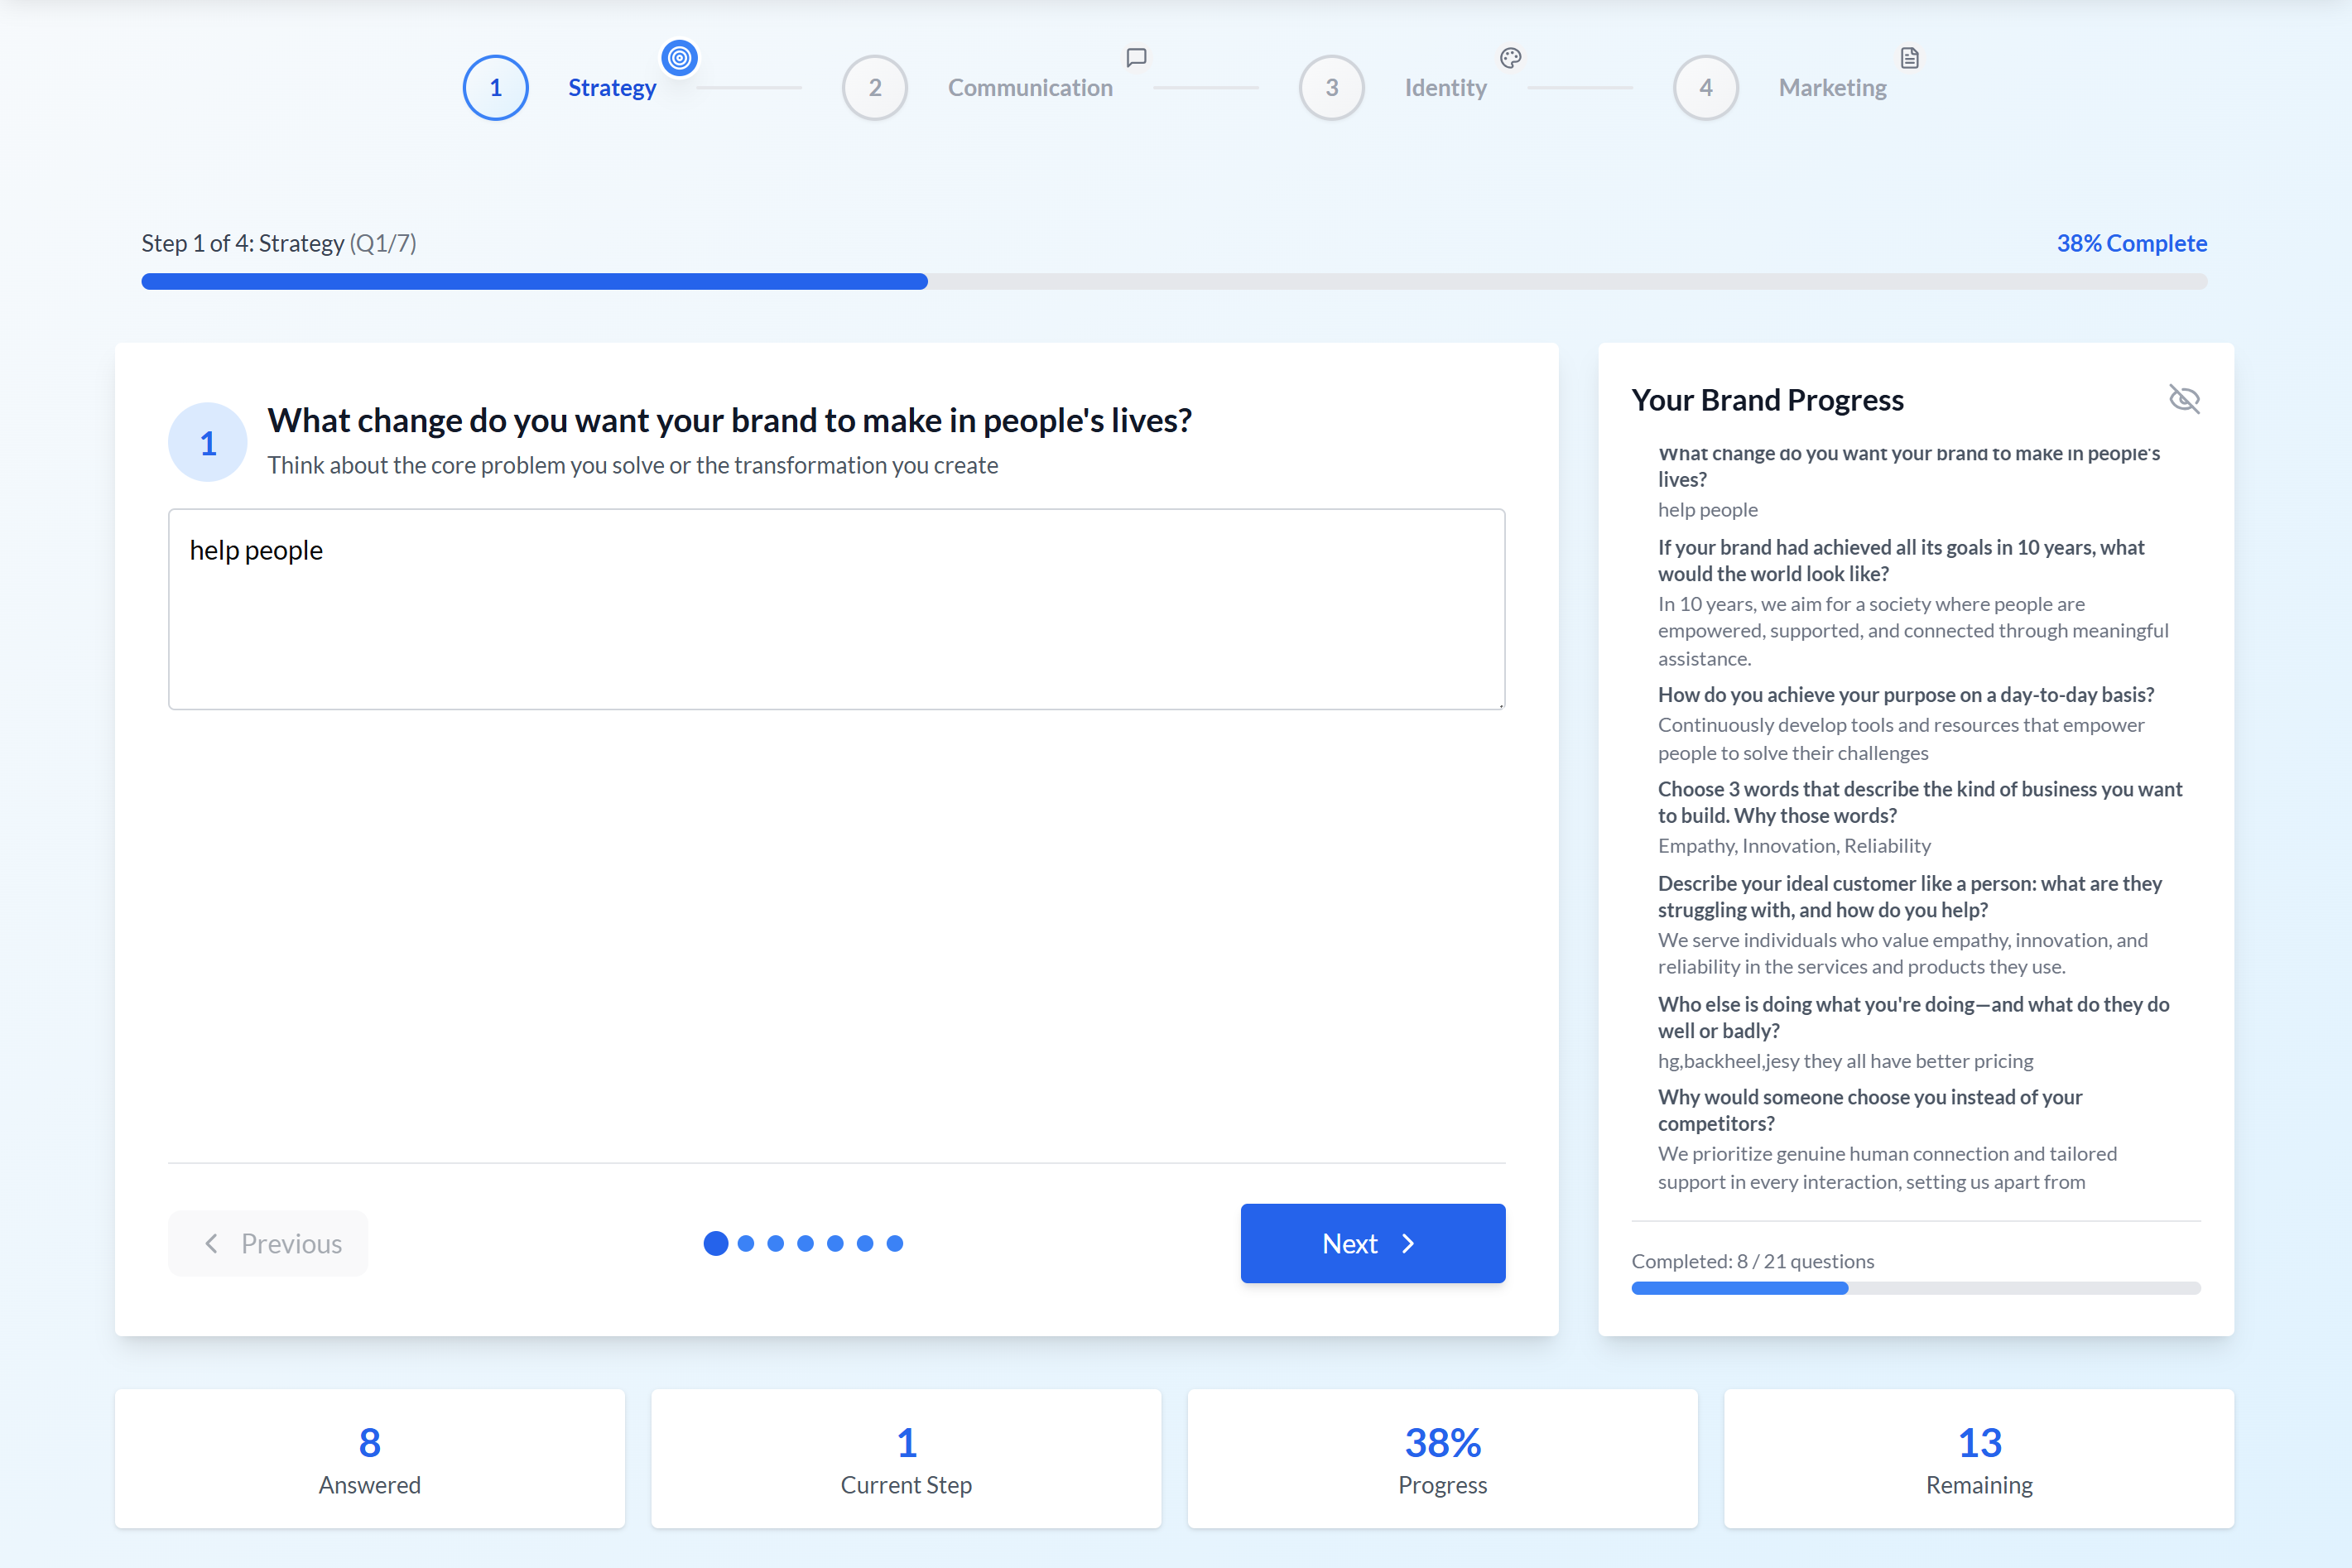 1 Strategy 2 Communication 3 Identity 4 Marketing
Step 1 of 4: Strategy (Q1/7)
38% Complete
1
What change do you want your brand to make in people's lives?
Think about the core problem you solve or the transformation you create
help people
Previous
Next
Your Brand Progress
What change do you want your brand to make in people's
lives?
help people
If your brand had achieved all its goals in 10 years, what
would the world look like?
In 10 years, we aim for a society where people are
empowered, supported, and connected through meaningful
assistance.
How do you achieve your purpose on a day-to-day basis?
Continuously develop tools and resources that empower
people to solve their challenges
Choose 3 words that describe the kind of business you want
to build. Why those words?
Empathy, Innovation, Reliability
Describe your ideal customer like a person: what are they
struggling with, and how do you help?
We serve individuals who value empathy, innovation, and
reliability in the services and products they use.
Who else is doing what you're doing—and what do they do
well or badly?
hg,backheel,jesy they all have better pricing
Why would someone choose you instead of your
competitors?
We prioritize genuine human connection and tailored
support in every interaction, setting us apart from
Completed: 8 / 21 questions
8
Answered
1
Current Step
38%
Progress
13
Remaining